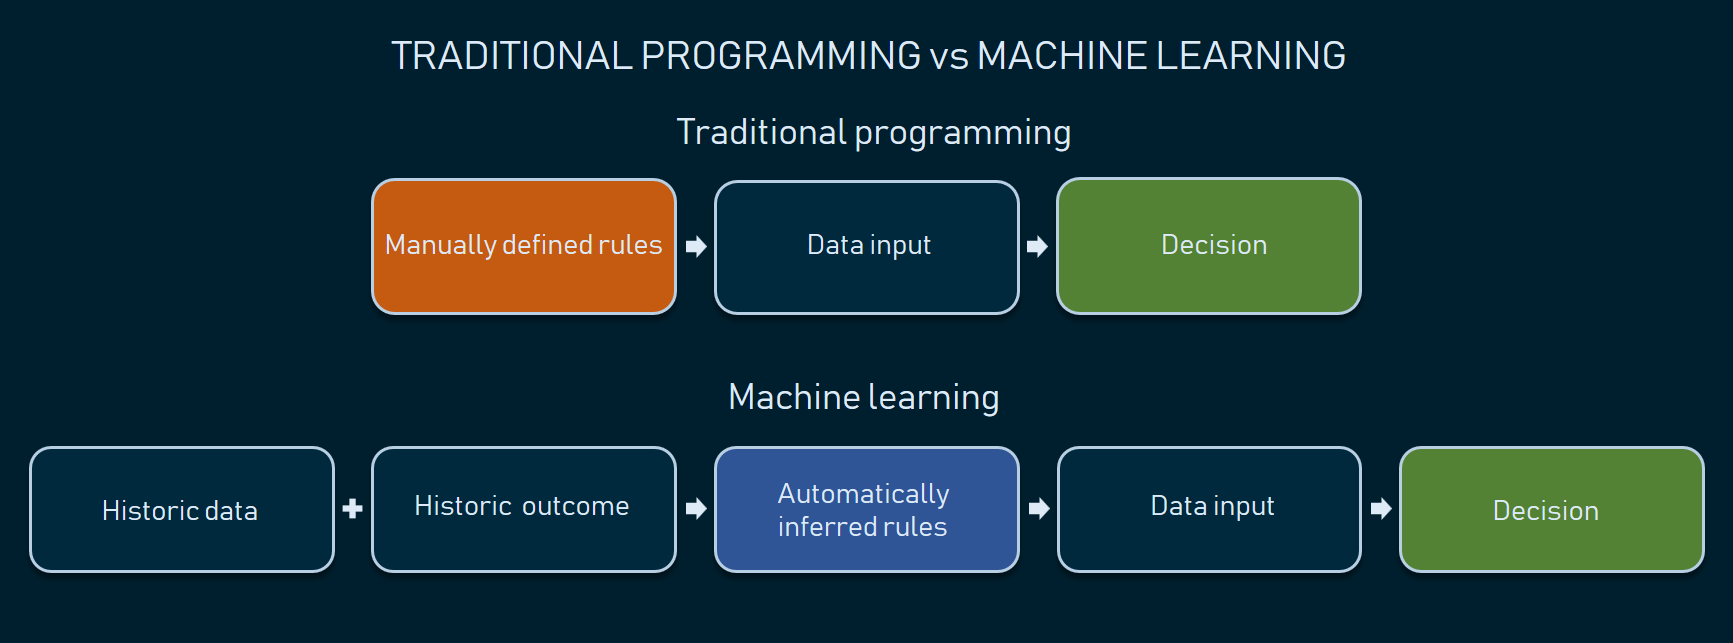 TRADITIONAL PROGRAMMING vs MACHINE LEARNING
Traditional programming
Manually defined rules
Data input
Decision
Machine learning
Historic data
Historic outcome
Automatically
inferred rules
Data input
Decision